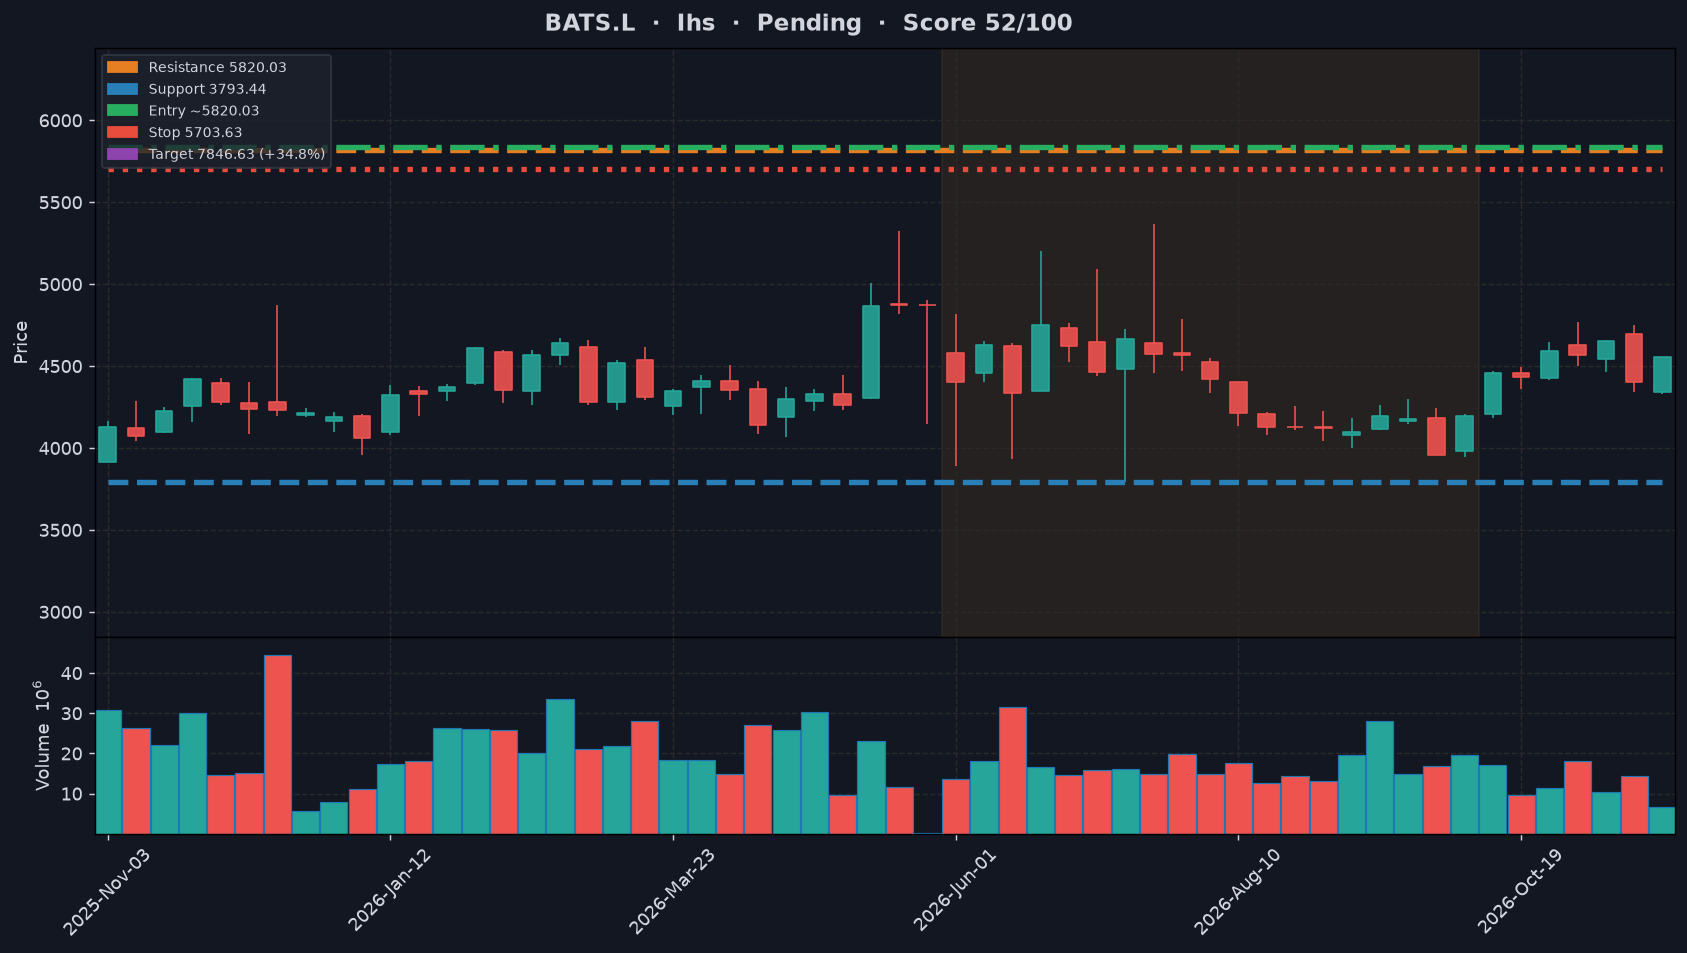 BATS.L · Ihs · Pending · Score 52/100
Resistance 5820.03
Support 3793.44
Entry ~5820.03
Stop 5703.63
Target 7846.63 (+34.8%)
Price
6000
5500
5000
4500
4000
3500
3000
Volume 10⁶
40
30
20
10
2025-Nov-03
2026-Jan-12
2026-Mar-23
2026-Jun-01
2026-Aug-10
2026-Oct-19